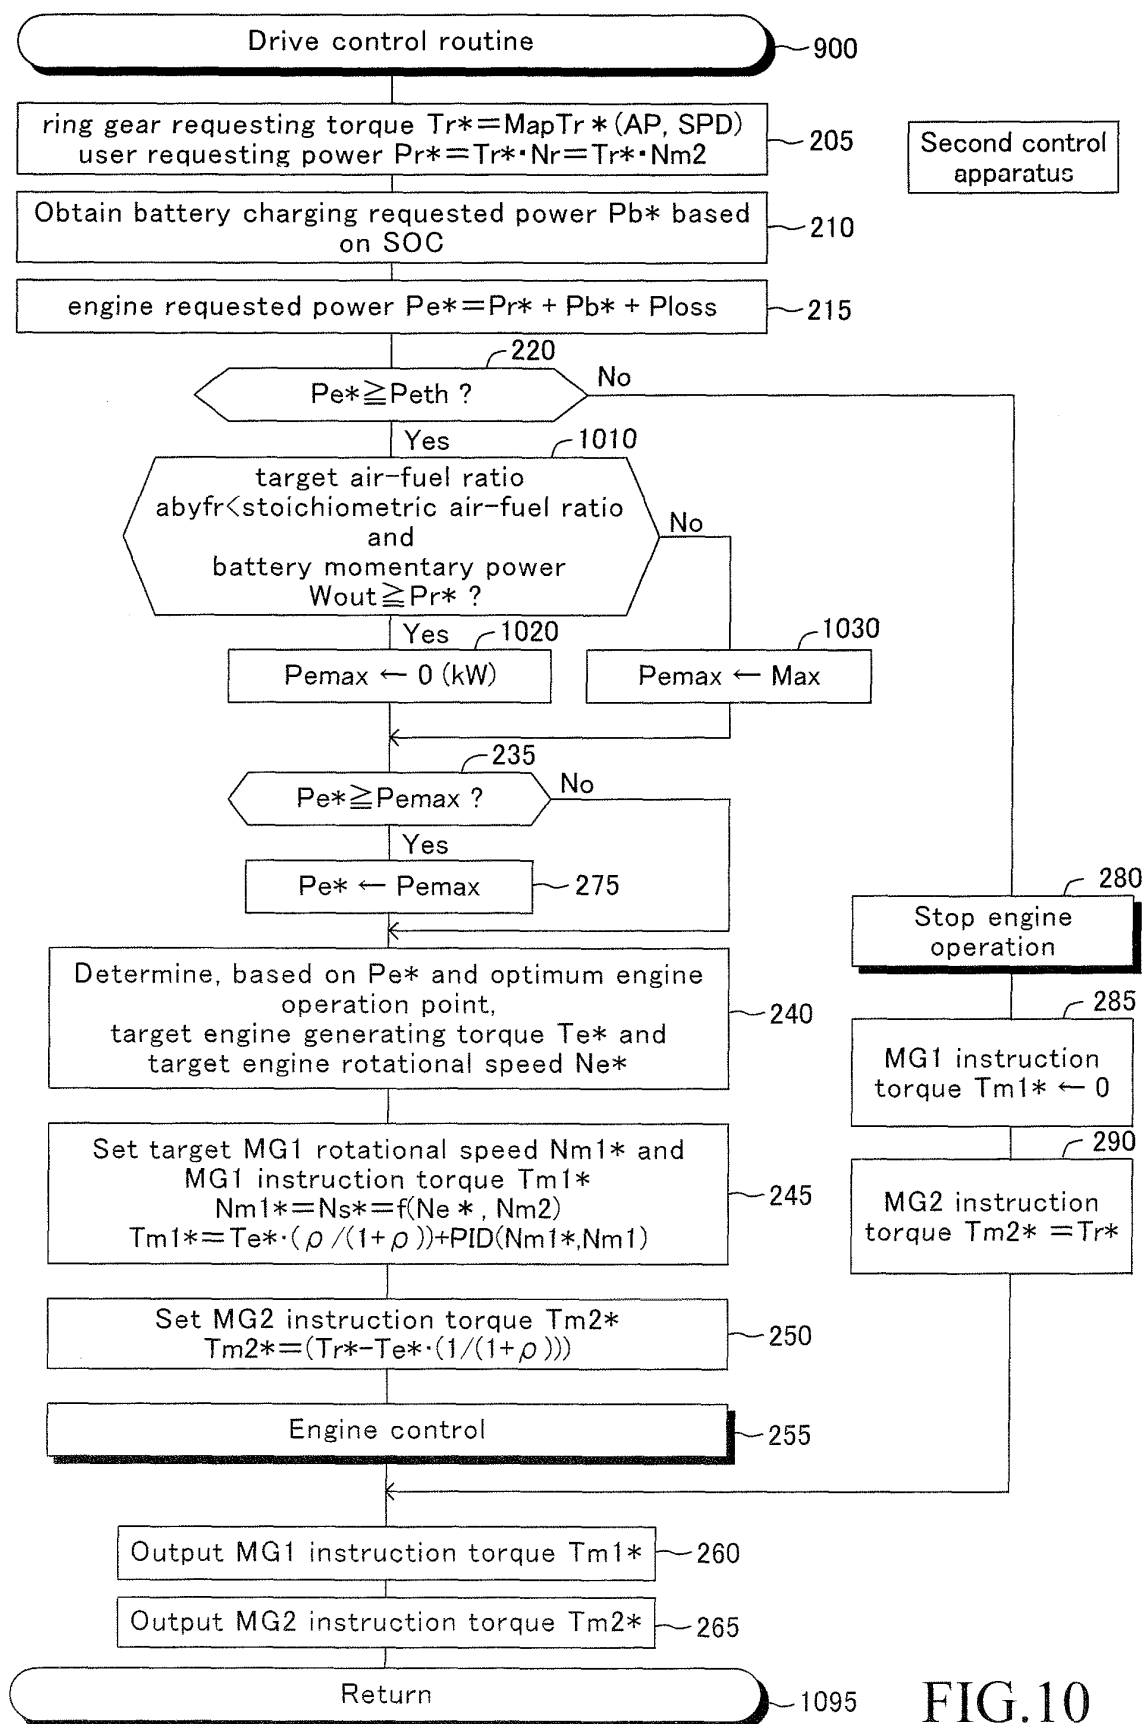 Drive control routine
900
ring gear requesting torque Tr*=MapTr*(AP, SPD)
user requesting power Pr*=Tr*·Nr=Tr*·Nm2
205
Second control
apparatus
Obtain battery charging requested power Pb* based
on SOC
210
engine requested power Pe*=Pr* + Pb* + Ploss
215
220
Pe*≧Peth ?
No
Yes
1010
target air-fuel ratio
abyfr<stoichiometric air-fuel ratio
and
battery momentary power
Wout≧Pr* ?
No
Yes
1020
1030
Pemax ← 0 (kW)
Pemax ← Max
235
Pe*≧Pemax ?
No
Yes
Pe* ← Pemax
275
280
Stop engine
operation
Determine, based on Pe* and optimum engine
operation point,
target engine generating torque Te* and
target engine rotational speed Ne*
240
285
MG1 instruction
torque Tm1* ← 0
Set target MG1 rotational speed Nm1* and
MG1 instruction torque Tm1*
Nm1*=Ns*=f(Ne*, Nm2)
Tm1*=Te*·(ρ/(1+ρ))+PID(Nm1*,Nm1)
245
290
MG2 instruction
torque Tm2* =Tr*
Set MG2 instruction torque Tm2*
Tm2*=(Tr*-Te*·(1/(1+ρ)))
250
Engine control
255
Output MG1 instruction torque Tm1*
260
Output MG2 instruction torque Tm2*
265
Return
1095
FIG.10